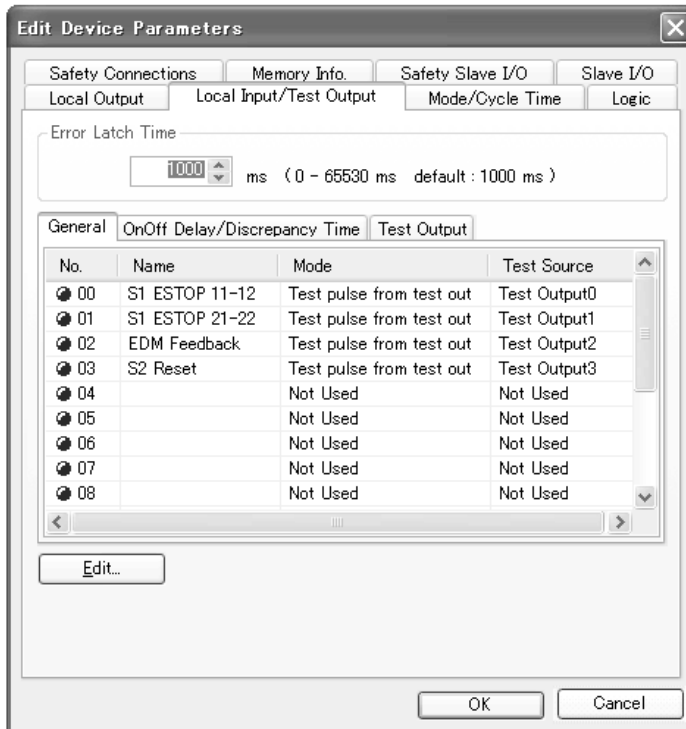 Edit Device Parameters
Safety Connections Memory Info. Safety Slave I/O Slave I/O
Local Output Local Input/Test Output Mode/Cycle Time Logic
Error Latch Time
1000 ms (0 - 65530 ms default : 1000 ms)
General OnOff Delay/Discrepancy Time Test Output
No. Name Mode Test Source
00 S1 ESTOP 11-12 Test pulse from test out Test Output0
01 S1 ESTOP 21-22 Test pulse from test out Test Output1
02 EDM Feedback Test pulse from test out Test Output2
03 S2 Reset Test pulse from test out Test Output3
04 Not Used Not Used
05 Not Used Not Used
06 Not Used Not Used
07 Not Used Not Used
08 Not Used Not Used
Edit...
OK Cancel